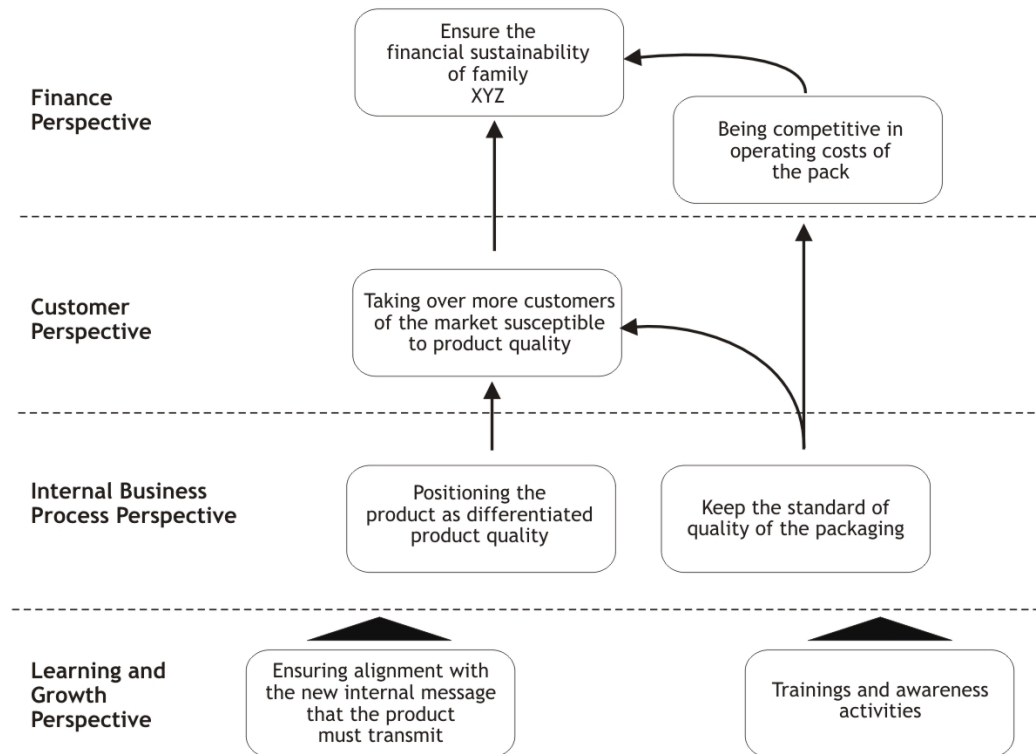 Ensure the
financial sustainability
of family
XYZ
Finance
Perspective
Being competitive in
operating costs of
the pack
Customer
Perspective
Taking over more customers
of the market susceptible
to product quality
Internal Business
Process Perspective
Positioning the
product as differentiated
product quality
Keep the standard of
quality of the packaging
Learning and
Growth
Perspective
Ensuring alignment with
the new internal message
that the product
must transmit
Trainings and awareness
activities